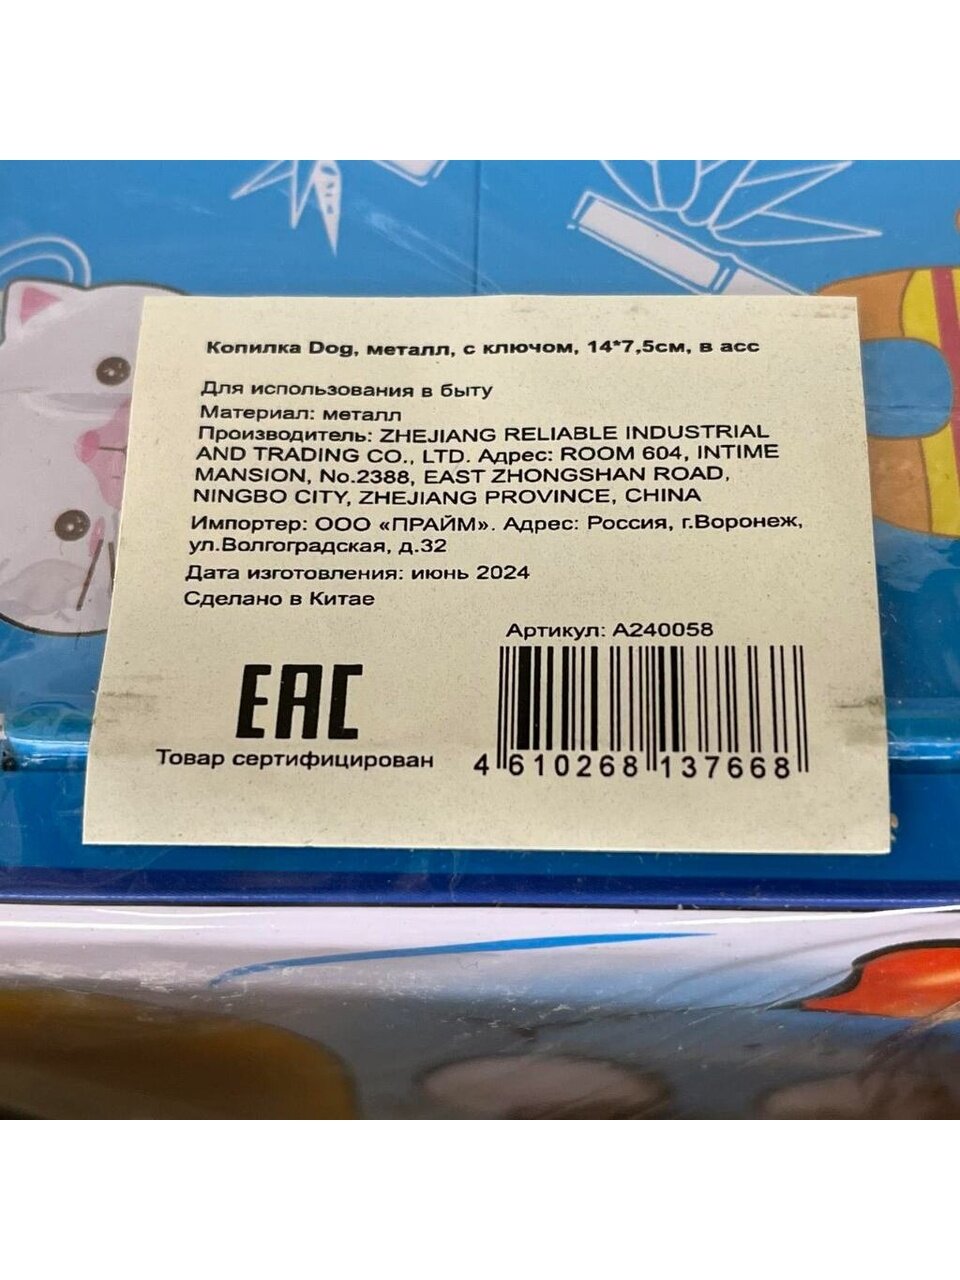 Копилка Dog, металл, с ключом, 14*7,5см, в асс
Для использования в быту
Материал: металл
Производитель: ZHEJIANG RELIABLE INDUSTRIAL
AND TRADING CO., LTD. Адрес: ROOM 604, INTIME
MANSION, No.2388, EAST ZHONGSHAN ROAD,
NINGBO CITY, ZHEJIANG PROVINCE, CHINA
Импортер: ООО «ПРАЙМ». Адрес: Россия, г.Воронеж,
ул.Волгоградская, д.32
Дата изготовления: июнь 2024
Сделано в Китае
Артикул: A240058
EAC
Товар сертифицирован
4 610268 137668